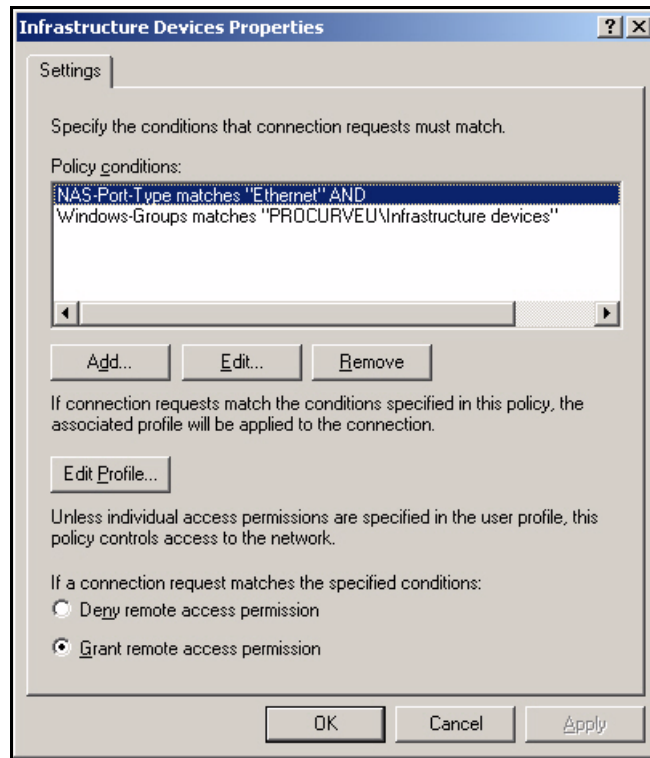 Infrastructure Devices Properties
Settings
Specify the conditions that connection requests must match.
Policy conditions:
NAS-Port-Type matches "Ethernet" AND
Windows-Groups matches "PROCURVEU\Infrastructure devices"
Add... Edit... Remove
If connection requests match the conditions specified in this policy, the
associated profile will be applied to the connection.
Edit Profile...
Unless individual access permissions are specified in the user profile, this
policy controls access to the network.
If a connection request matches the specified conditions:
Deny remote access permission
Grant remote access permission
OK Cancel Apply